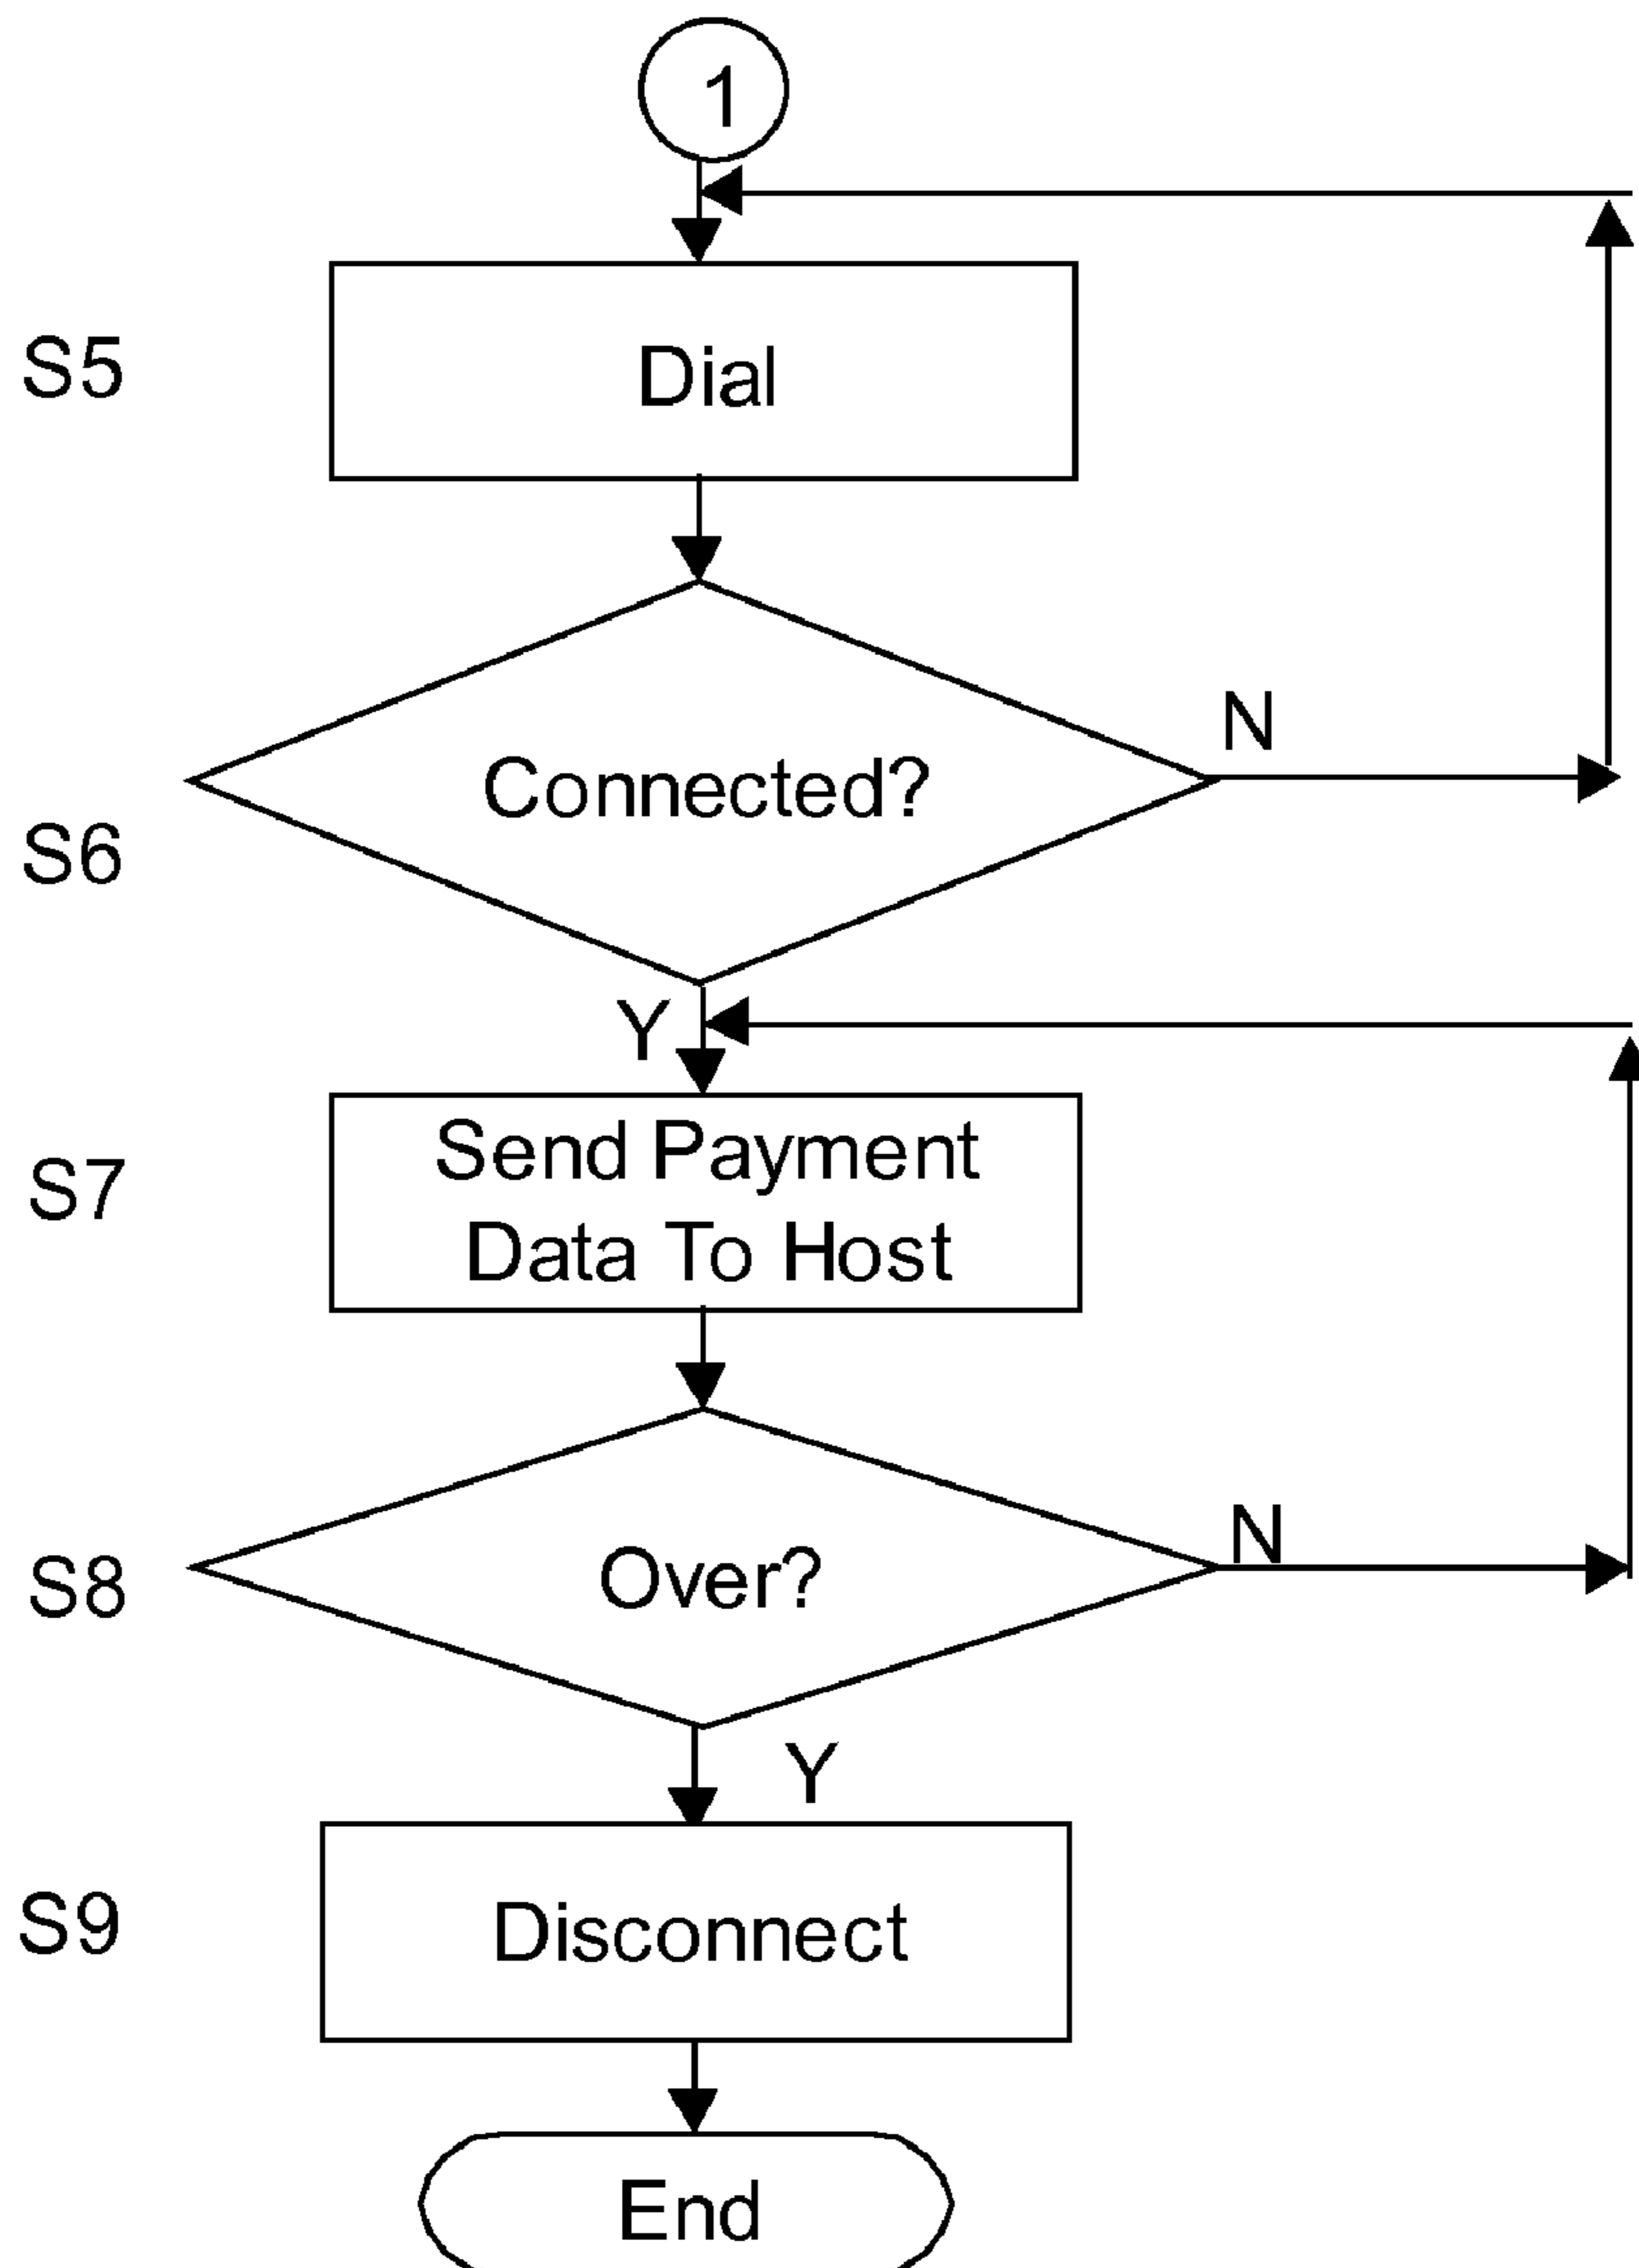 1
S5
Dial
N
Connected?
S6
Y
S7
Send Payment
Data To Host
N
S8
Over?
Y
S9
Disconnect
End